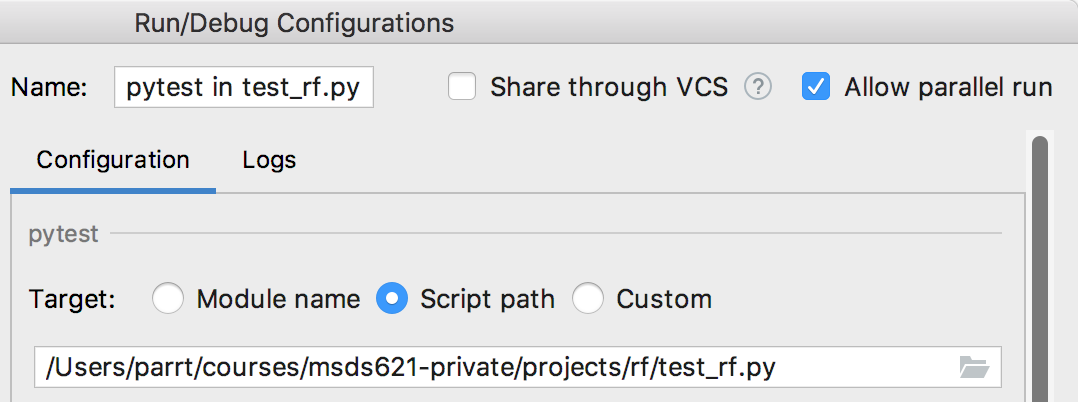 Run/Debug Configurations
Name: pytest in test_rf.py Share through VCS ? Allow parallel run
Configuration Logs
pytest
Target: Module name Script path Custom
/Users/parrt/courses/msds621-private/projects/rf/test_rf.py